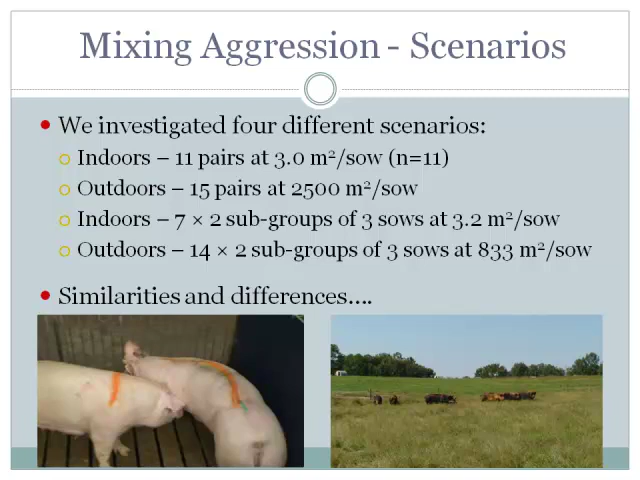 Mixing Aggression - Scenarios
We investigated four different scenarios:
Indoors – 11 pairs at 3.0 m²/sow (n=11)
Outdoors – 15 pairs at 2500 m²/sow
Indoors – 7 × 2 sub-groups of 3 sows at 3.2 m²/sow
Outdoors – 14 × 2 sub-groups of 3 sows at 833 m²/sow
Similarities and differences….